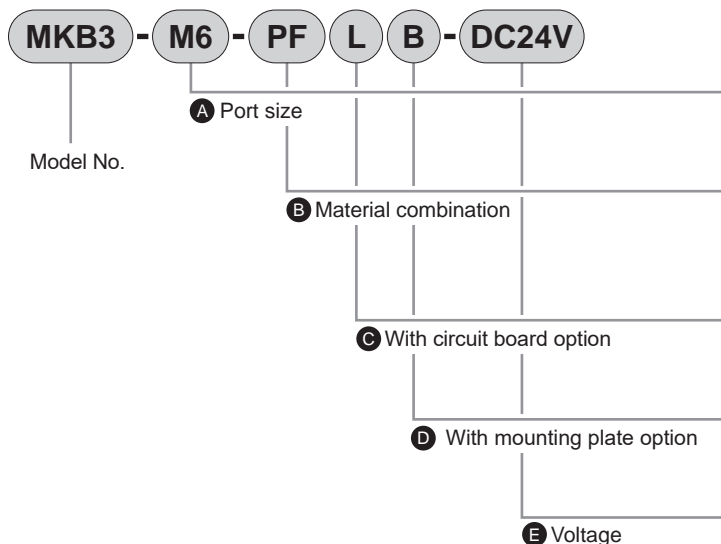 MKB3 - M6 - PF L B - DC24V
A Port size
Model No.
B Material combination
C With circuit board option
D With mounting plate option
E Voltage